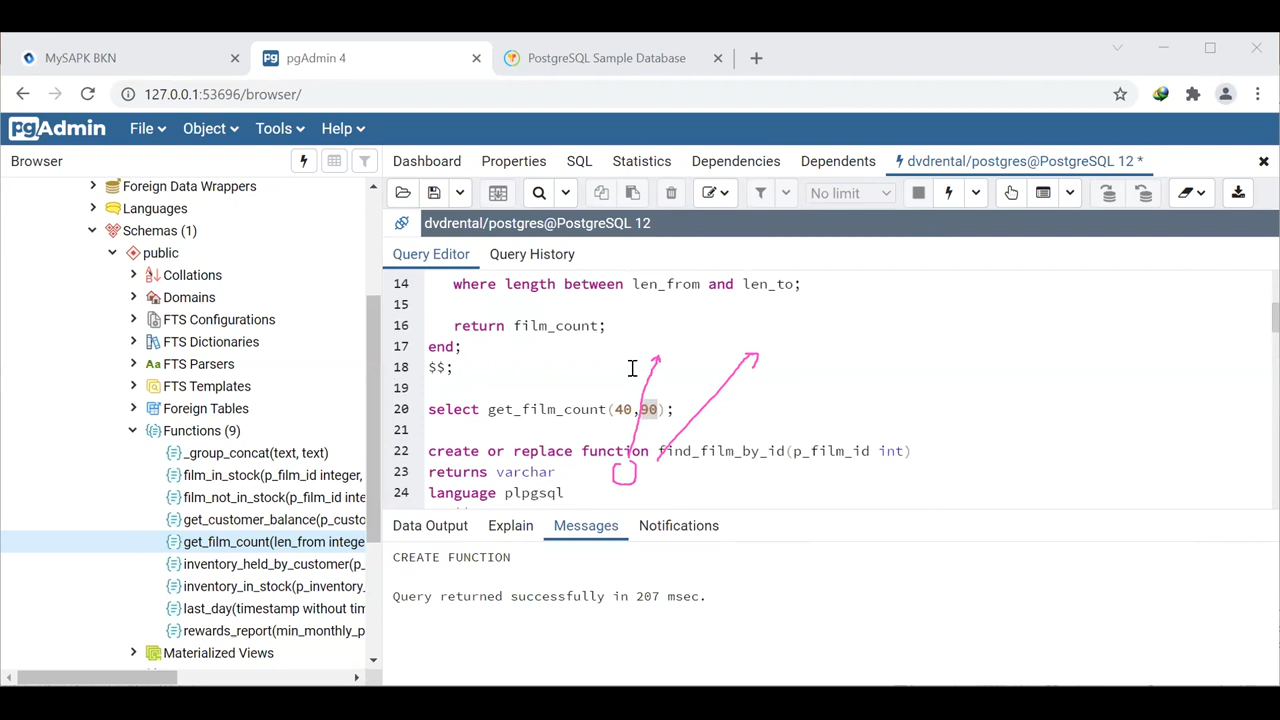 MySAPK BKN
pgAdmin 4
PostgreSQL Sample Database
127.0.0.1:53696/browser/
pgAdmin
File
Object
Tools
Help
Browser
Dashboard
Properties
SQL
Statistics
Dependencies
Dependents
dvdrental/postgres@PostgreSQL 12 *
No limit
dvdrental/postgres@PostgreSQL 12
Query Editor
Query History
Foreign Data Wrappers
Languages
Schemas (1)
public
Collations
Domains
FTS Configurations
FTS Dictionaries
Aa FTS Parsers
FTS Templates
Foreign Tables
Functions (9)
_group_concat(text, text)
film_in_stock(p_film_id integer,
film_not_in_stock(p_film_id inte
get_customer_balance(p_custo
get_film_count(len_from intege
inventory_held_by_customer(p_
inventory_in_stock(p_inventory_
last_day(timestamp without tim
rewards_report(min_monthly_p
Materialized Views
14 where length between len_from and len_to;
15
16 return film_count;
17 end;
18 $$;
19
20 select get_film_count(40,90);
21
22 create or replace function find_film_by_id(p_film_id int)
23 returns varchar
24 language plpgsql
Data Output
Explain
Messages
Notifications
CREATE FUNCTION
Query returned successfully in 207 msec.